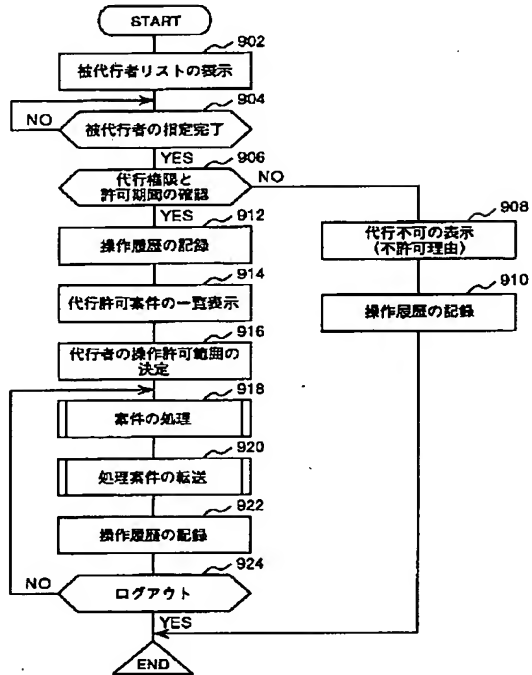 START
902
被代行者リストの表示
904
NO
被代行者の指定完了
YES
906
代行権限と
許可期間の確認
NO
YES
908
代行不可の表示
(不許可理由)
910
操作履歴の記録
912
操作履歴の記録
914
代行許可案件の一覧表示
916
代行者の操作許可範囲の
決定
918
案件の処理
920
処理案件の転送
922
操作履歴の記録
924
NO
ログアウト
YES
END